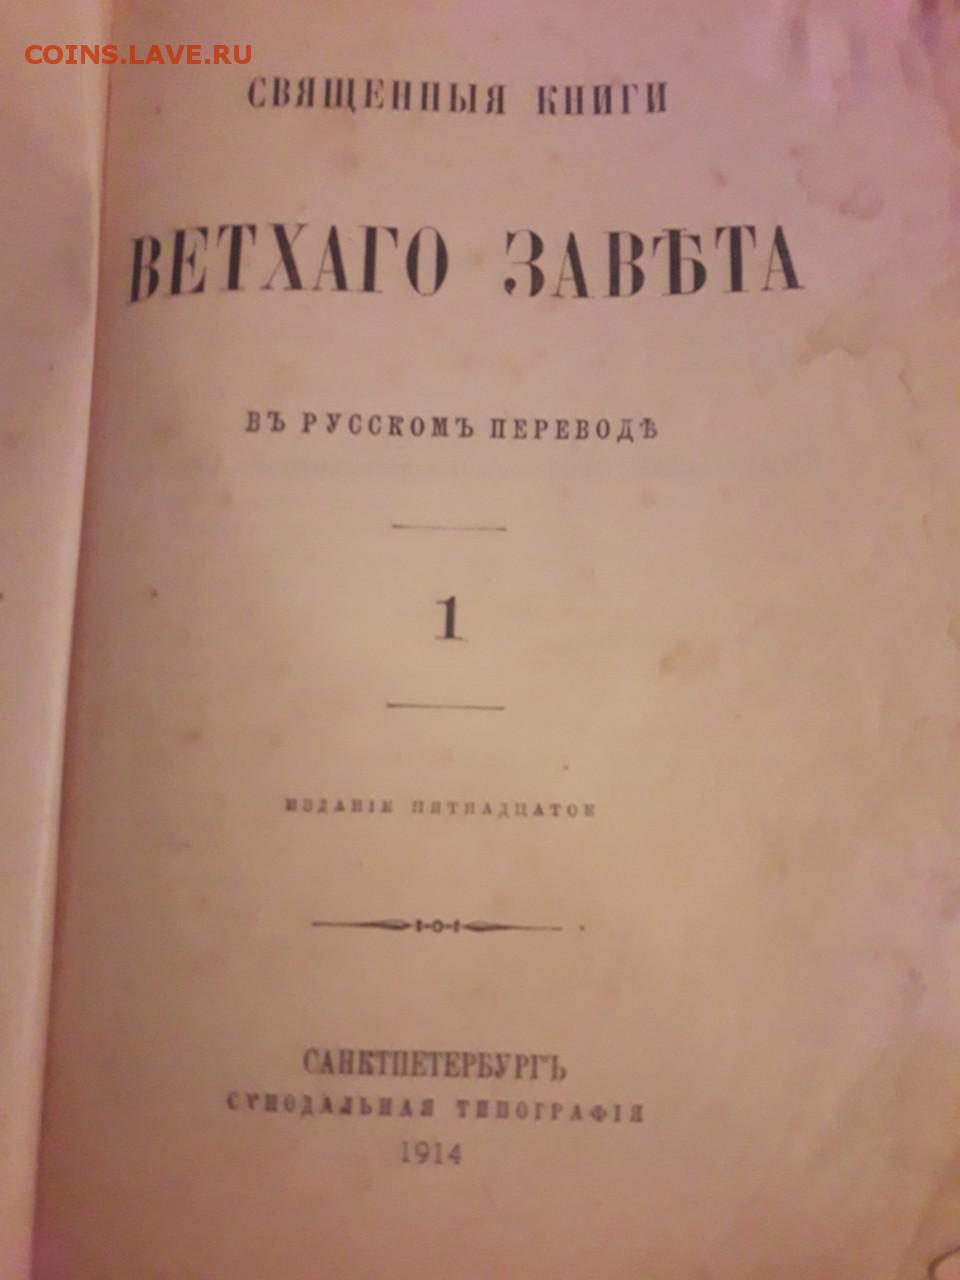 COINS.LAVE.RU
СВЯЩЕННЫЯ КНИГИ
ВЕТХАГО ЗАВѢТА
ВЪ РУССКОМЪ ПЕРЕВОДѢ
1
ИЗДАНІЕ ПЯТНАДЦАТОЕ
САНКТПЕТЕРБУРГЪ
СѴНОДАЛЬНАЯ ТИПОГРАФІЯ
1914